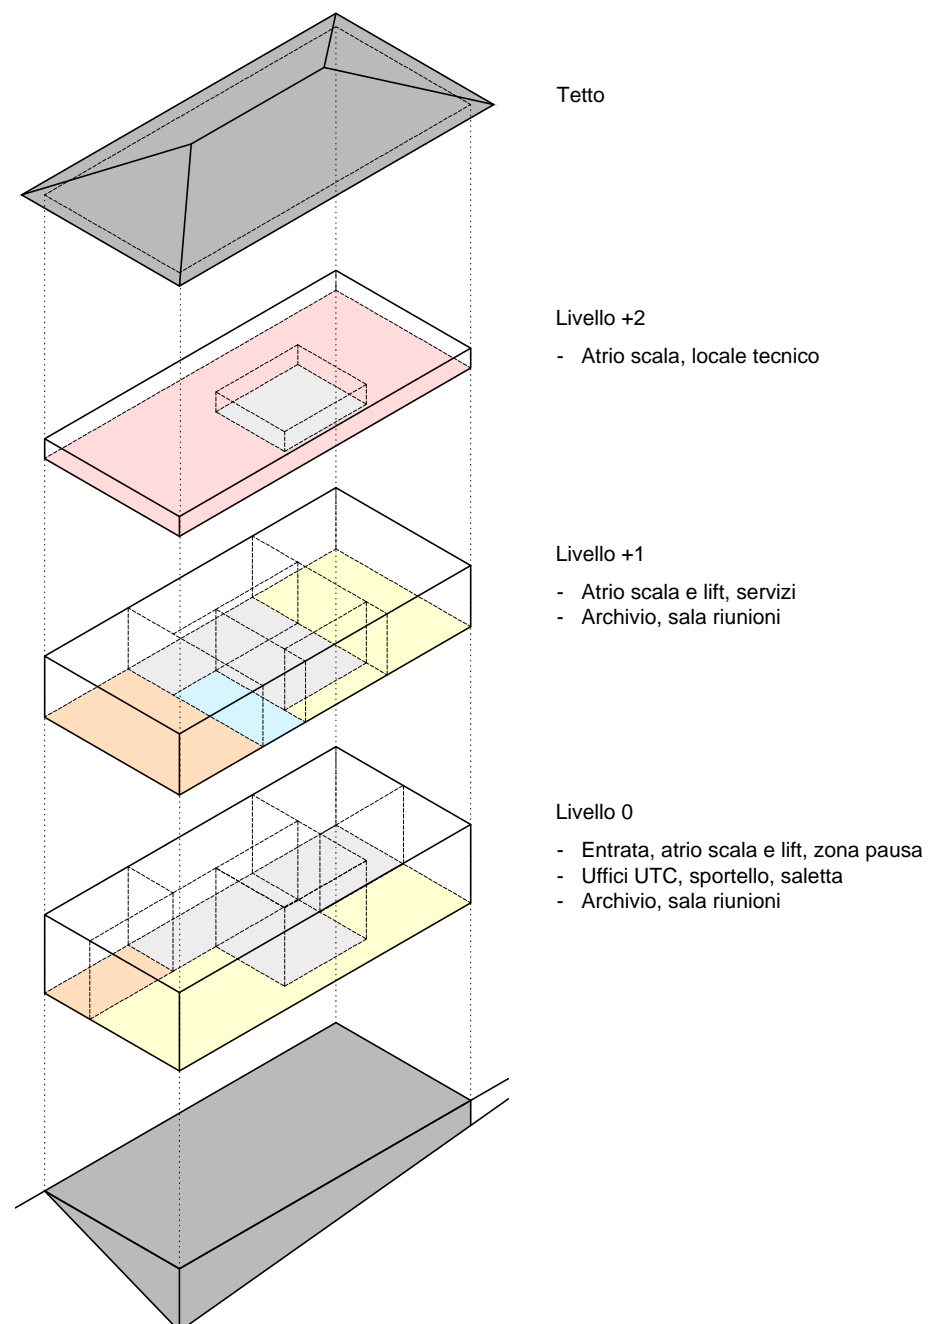 Tetto
Livello +2
- Atrio scala, locale tecnico
Livello +1
- Atrio scala e lift, servizi
- Archivio, sala riunioni
Livello 0
- Entrata, atrio scala e lift, zona pausa
- Uffici UTC, sportello, saletta
- Archivio, sala riunioni